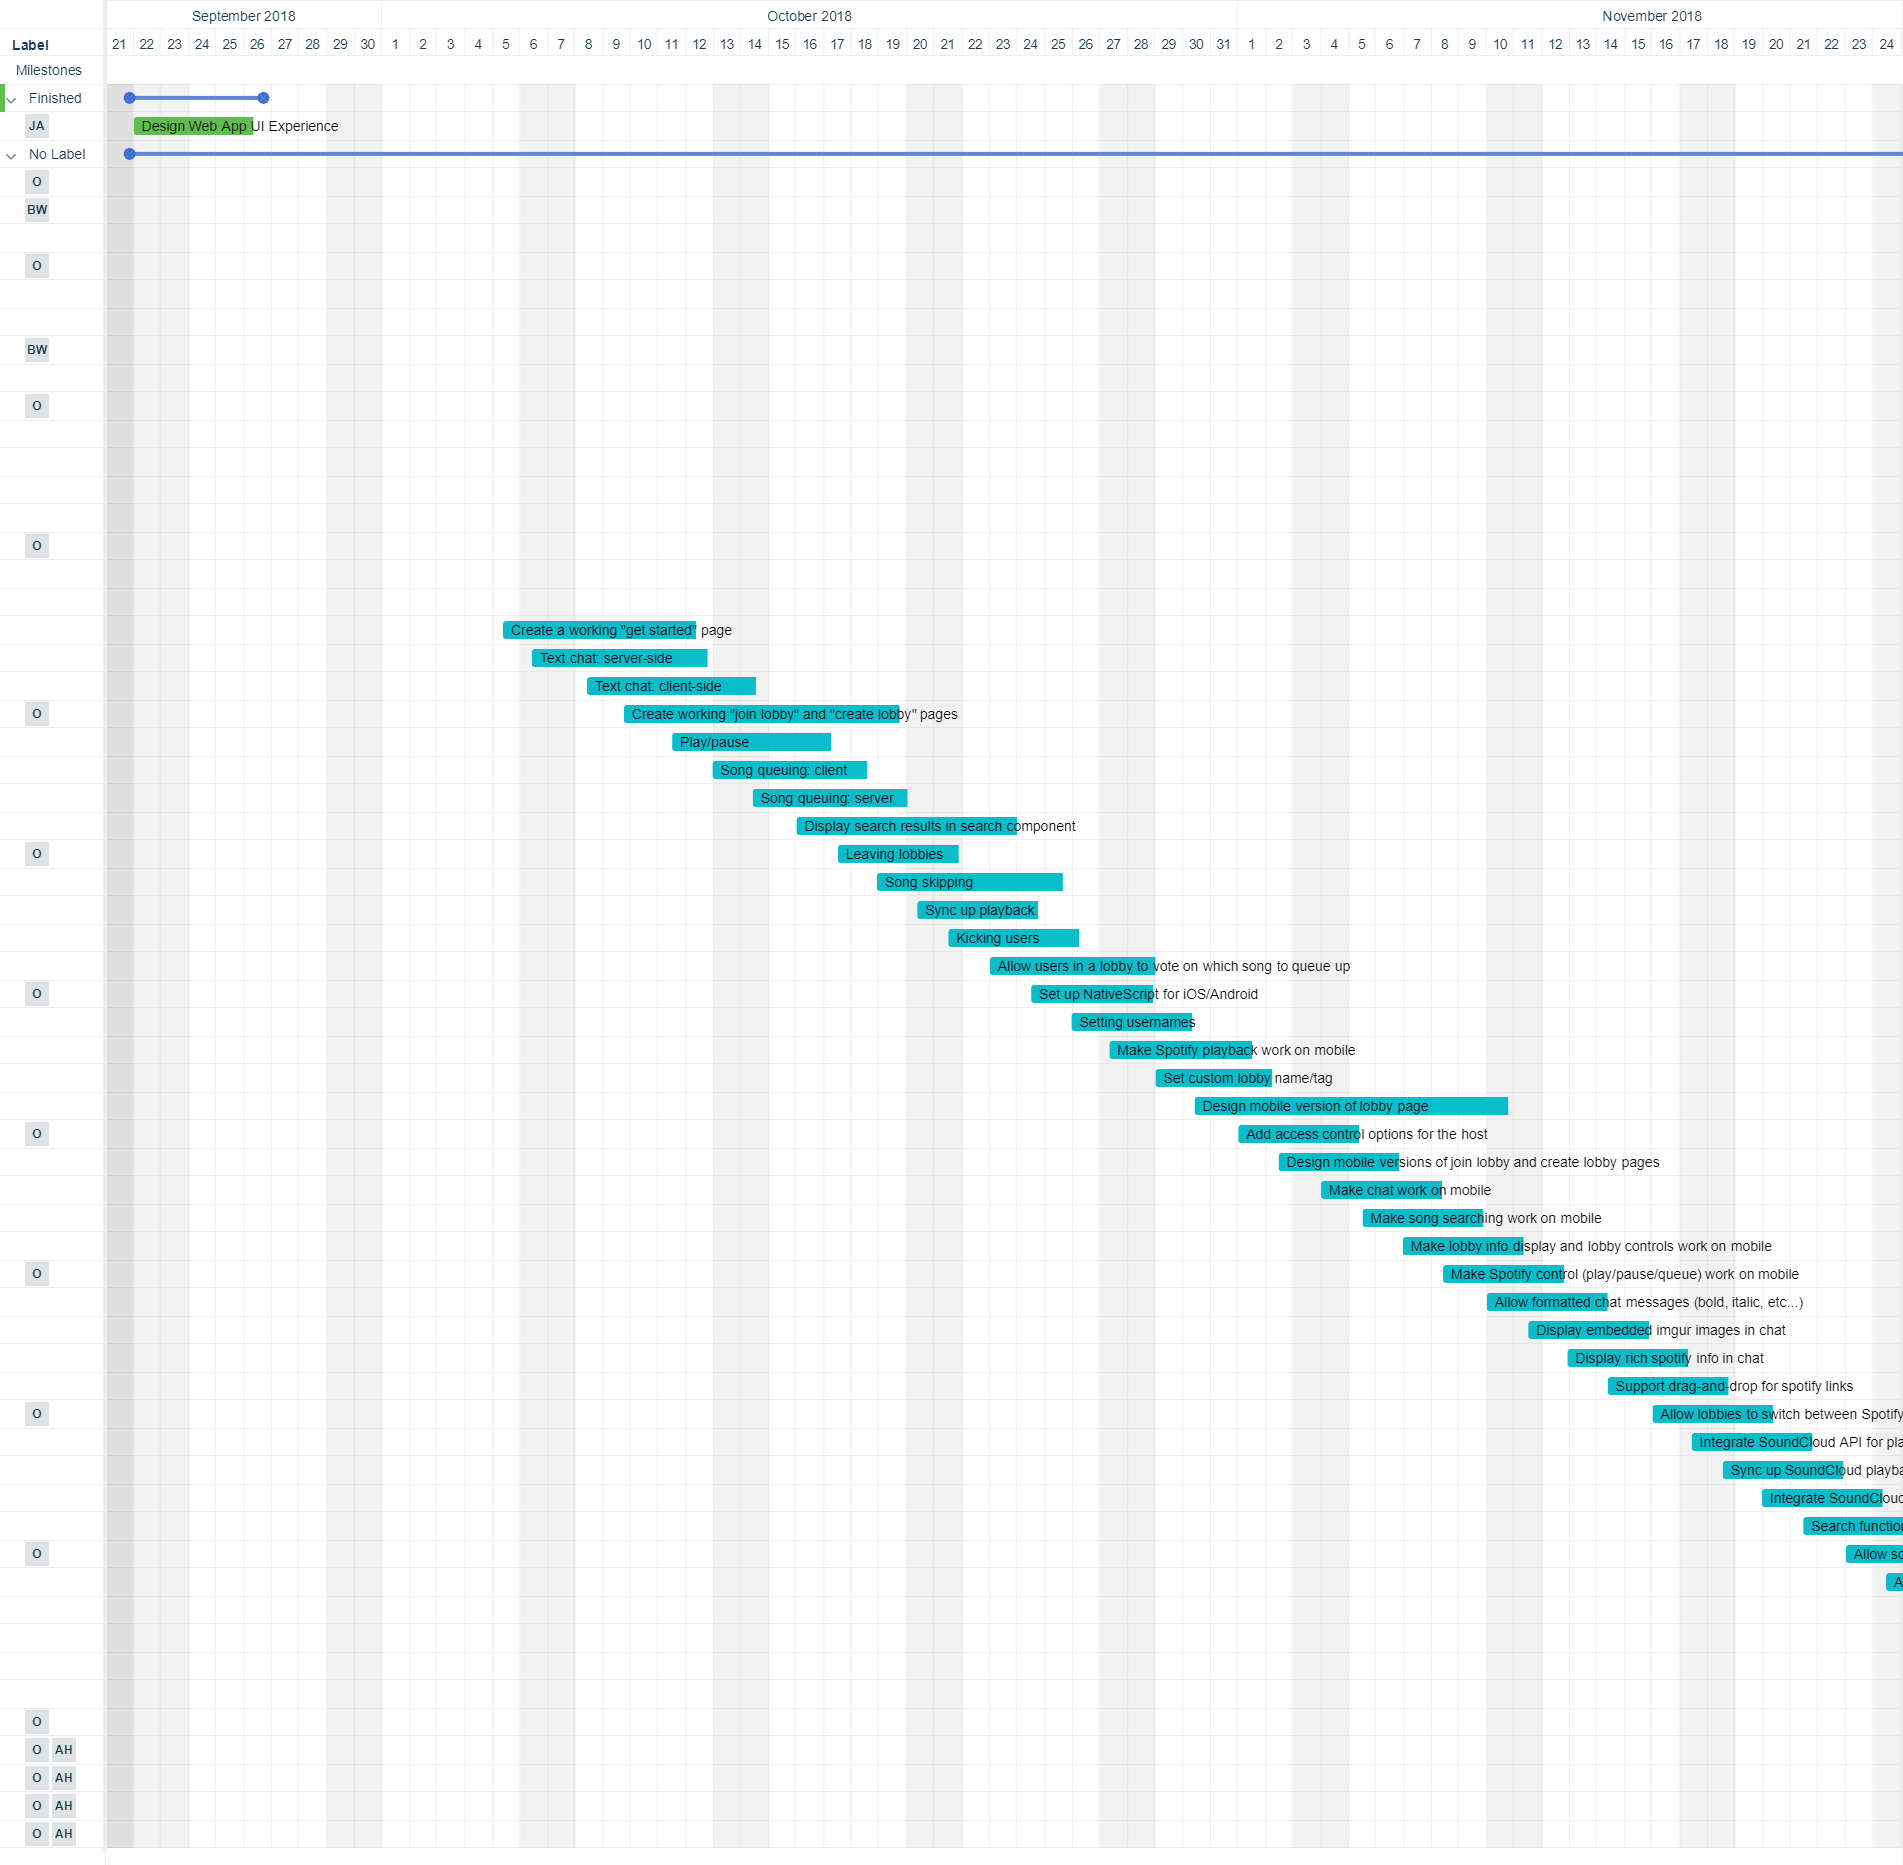 September 2018 October 2018 November 2018
Label 21 22 23 24 25 26 27 28 29 30 1 2 3 4 5 6 7 8 9 10 11 12 13 14 15 16 17 18 19 20 21 22 23 24 25 26 27 28 29 30 31 1 2 3 4 5 6 7 8 9 10 11 12 13 14 15 16 17 18 19 20 21 22 23 24
Milestones
Finished
JA Design Web App UI Experience
No Label
O
BW
O
BW
O
O
Create a working "get started" page
Text chat: server-side
Text chat: client-side
O Create working "join lobby" and "create lobby" pages
Play/pause
Song queuing: client
Song queuing: server
Display search results in search component
O Leaving lobbies
Song skipping
Sync up playback
Kicking users
Allow users in a lobby to vote on which song to queue up
O Set up NativeScript for iOS/Android
Setting usernames
Make Spotify playback work on mobile
Set custom lobby name/tag
Design mobile version of lobby page
O Add access control options for the host
Design mobile versions of join lobby and create lobby pages
Make chat work on mobile
Make song searching work on mobile
Make lobby info display and lobby controls work on mobile
O Make Spotify control (play/pause/queue) work on mobile
Allow formatted chat messages (bold, italic, etc...)
Display embedded imgur images in chat
Display rich spotify info in chat
Support drag-and-drop for spotify links
O Allow lobbies to switch between Spotify
Integrate SoundCloud API for pla
Sync up SoundCloud playba
Integrate SoundCloud
Search function
O Allow so
A
O
O AH
O AH
O AH
O AH